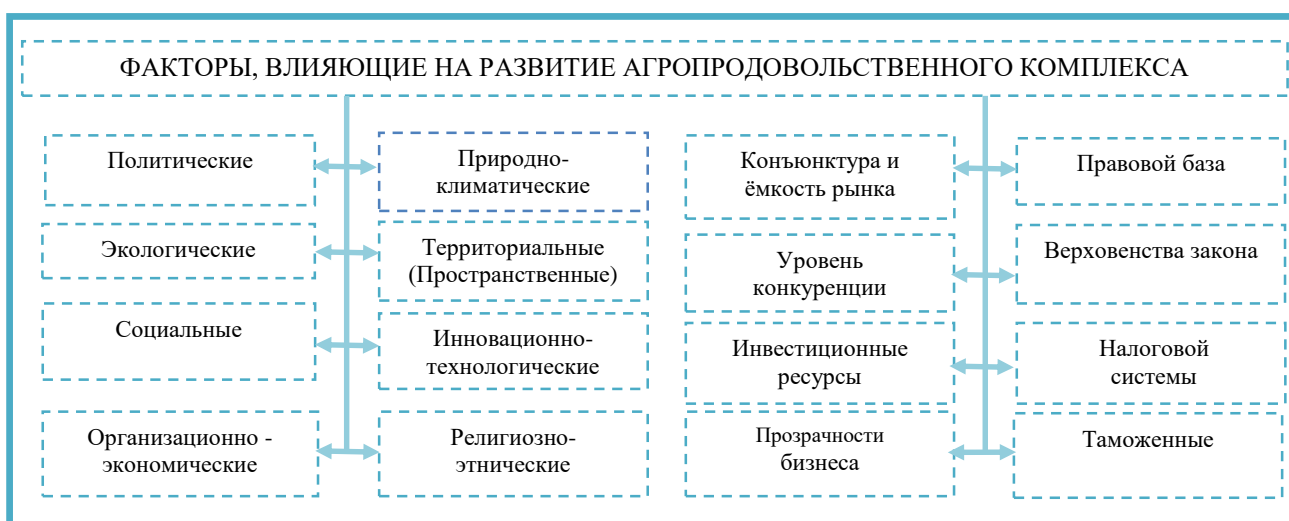 ФАКТОРЫ, ВЛИЯЮЩИЕ НА РАЗВИТИЕ АГРОПРОДОВОЛЬСТВЕННОГО КОМПЛЕКСА
Политические
Природно-
климатические
Конъюнктура и
ёмкость рынка
Правовой база
Экологические
Территориальные
(Пространственные)
Уровень
конкуренции
Верховенства закона
Социальные
Инновационно-
технологические
Инвестиционные
ресурсы
Налоговой
системы
Организационно -
экономические
Религиозно-
этнические
Прозрачности
бизнеса
Таможенные